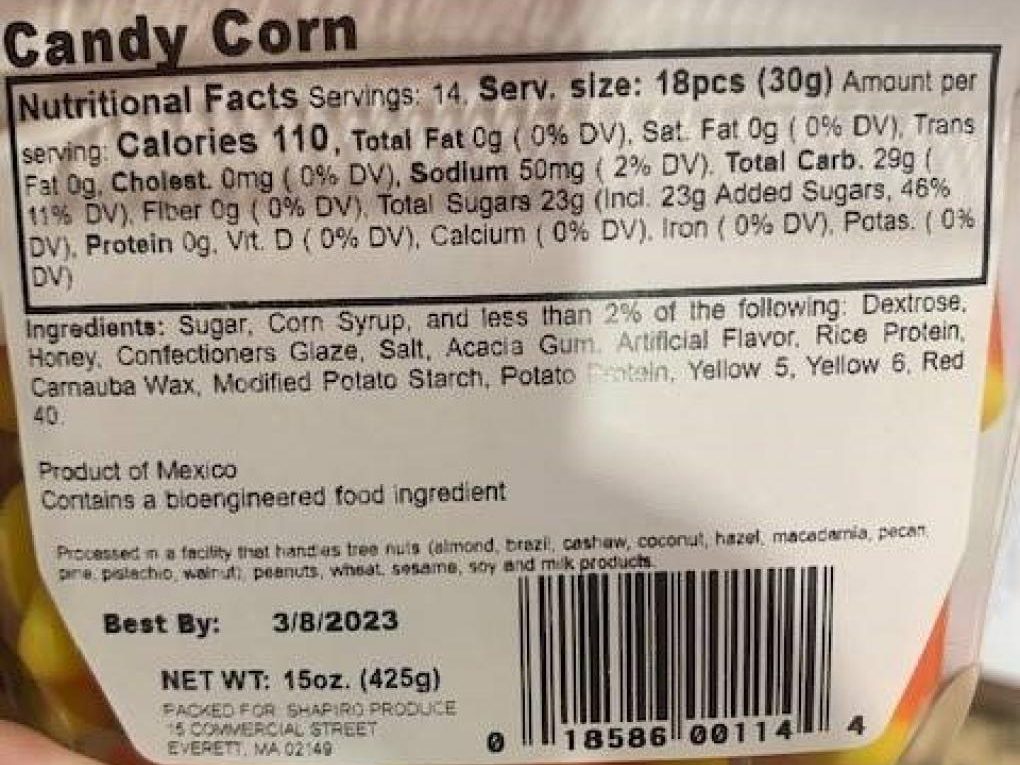 Candy Corn
Nutritional Facts Servings: 14, Serv. size: 18pcs (30g) Amount per
serving: Calories 110, Total Fat 0g ( 0% DV), Sat. Fat 0g ( 0% DV), Trans
Fat 0g, Cholest. 0mg ( 0% DV), Sodium 50mg ( 2% DV). Total Carb. 29g (
11% DV), Fiber 0g ( 0% DV), Total Sugars 23g (Incl. 23g Added Sugars, 46%
DV), Protein 0g, Vit. D ( 0% DV), Calcium ( 0% DV), Iron ( 0% DV), Potas. ( 0%
DV)
Ingredients: Sugar, Corn Syrup, and less than 2% of the following: Dextrose,
Honey, Confectioners Glaze, Salt, Acacia Gum. Artificial Flavor, Rice Protein,
Carnauba Wax, Modified Potato Starch, Potato Protein, Yellow 5, Yellow 6, Red
40.
Product of Mexico
Contains a bioengineered food ingredient
Processed in a facility that handles tree nuts (almond, brazil, cashew, coconut, hazel, macadamia, pecan,
pine, pistachio, walnut), peanuts, wheat, sesame, soy and milk products.
Best By: 3/8/2023
NET WT: 15oz. (425g)
PACKED FOR SHAPIRO PRODUCE
15 COMMERCIAL STREET
EVERETT, MA 02149
0 18586 00114 4